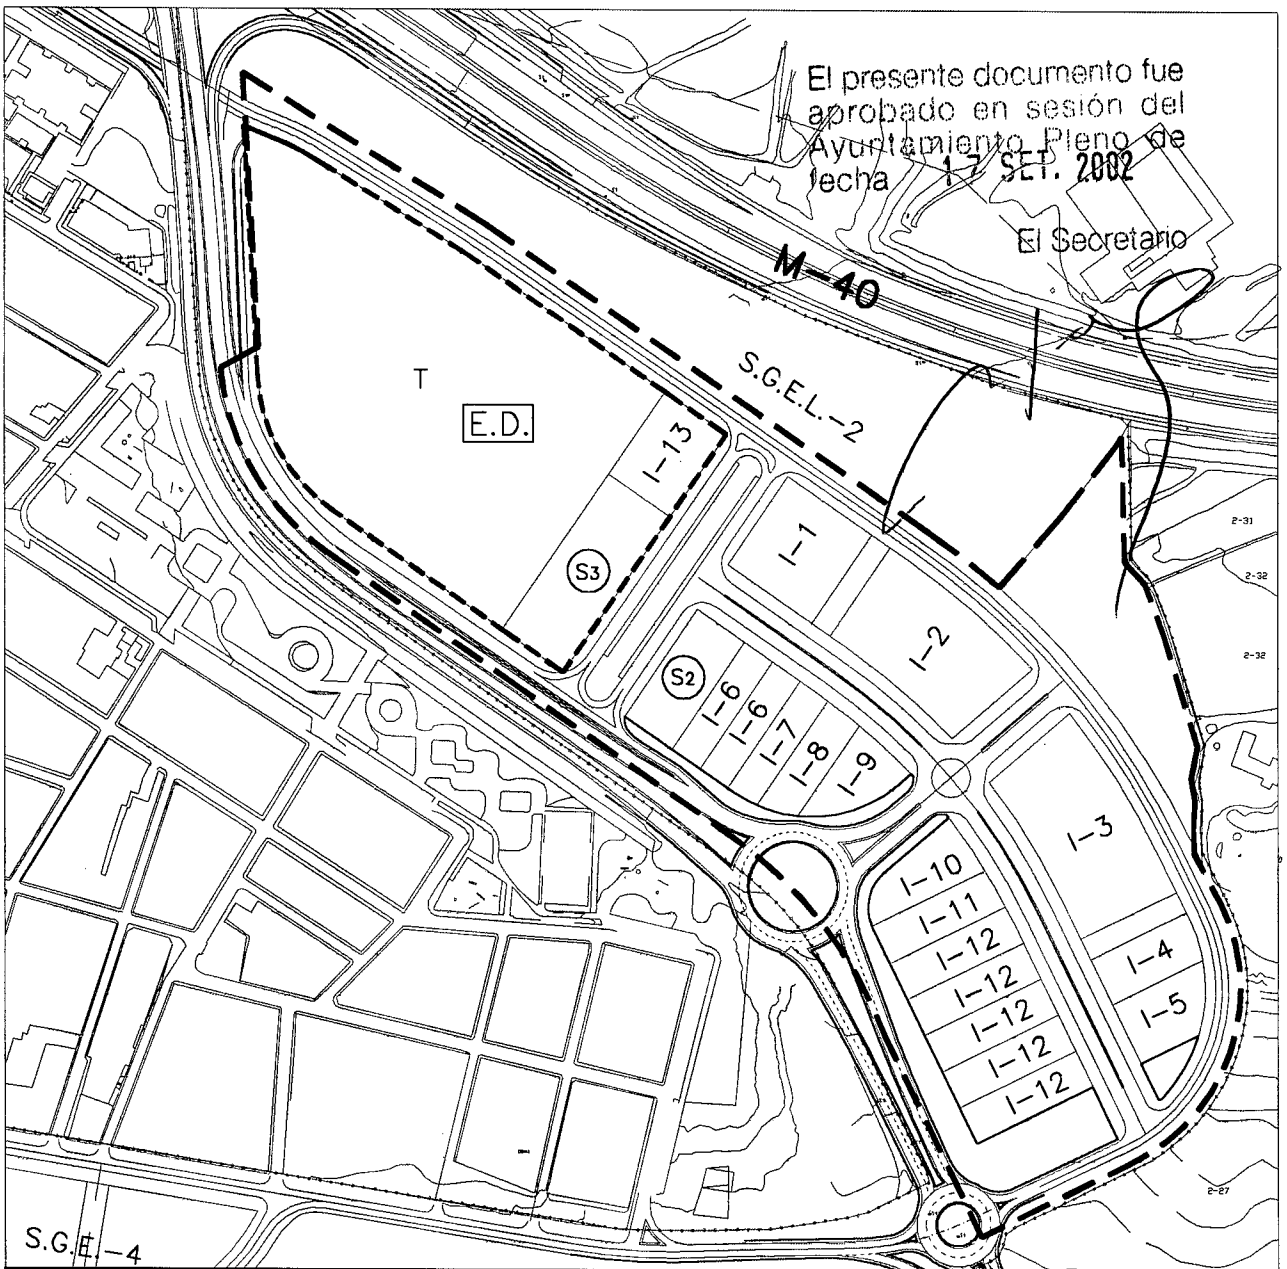 El presente documento fue
aprobado en sesión del
Ayuntamiento Pleno de
fecha 17 SET. 2002
El Secretario
M-40
S.G.E.L.-2
T
E.D.
I-13
S3
I-1
I-2
S2
I-6
I-6
I-7
I-8
I-9
I-3
I-10
I-11
I-12
I-12
I-12
I-12
I-12
I-4
I-5
2-31
2-32
2-32
2-27
S.G.E.-4